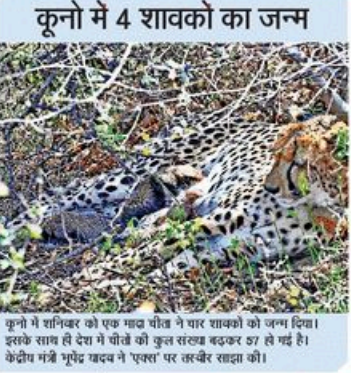 कूनो में 4 शावकों का जन्म
कूनो में शनिवार को एक मादा चीता ने चार शावकों को जन्म दिया।
इसके साथ ही देश में चीतों की कुल संख्या बढ़कर 57 हो गई है।
केंद्रीय मंत्री भूपेंद्र यादव ने 'एक्स' पर तस्वीर साझा की।